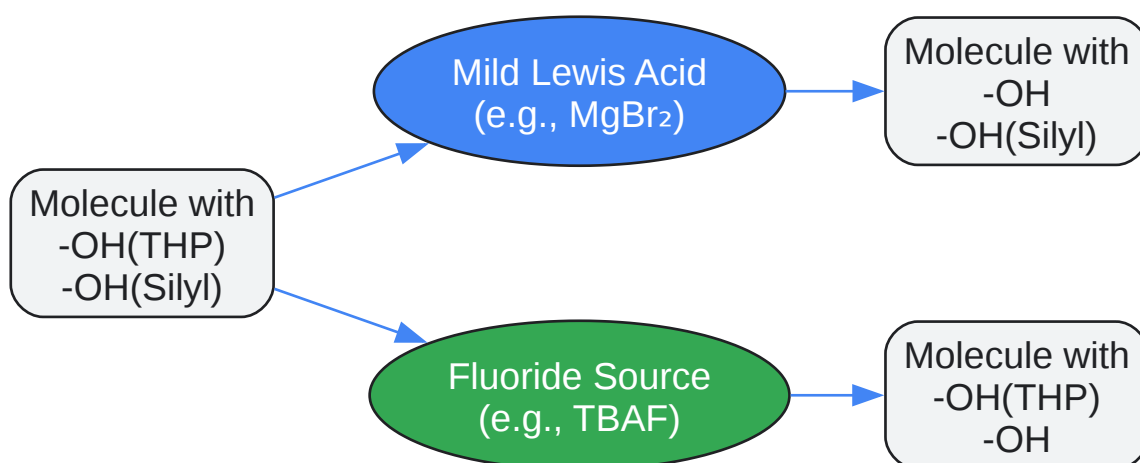 Molecule with
-OH(THP)
-OH(Silyl)
Mild Lewis Acid
(e.g., MgBr₂)
Molecule with
-OH
-OH(Silyl)
Fluoride Source
(e.g., TBAF)
Molecule with
-OH(THP)
-OH